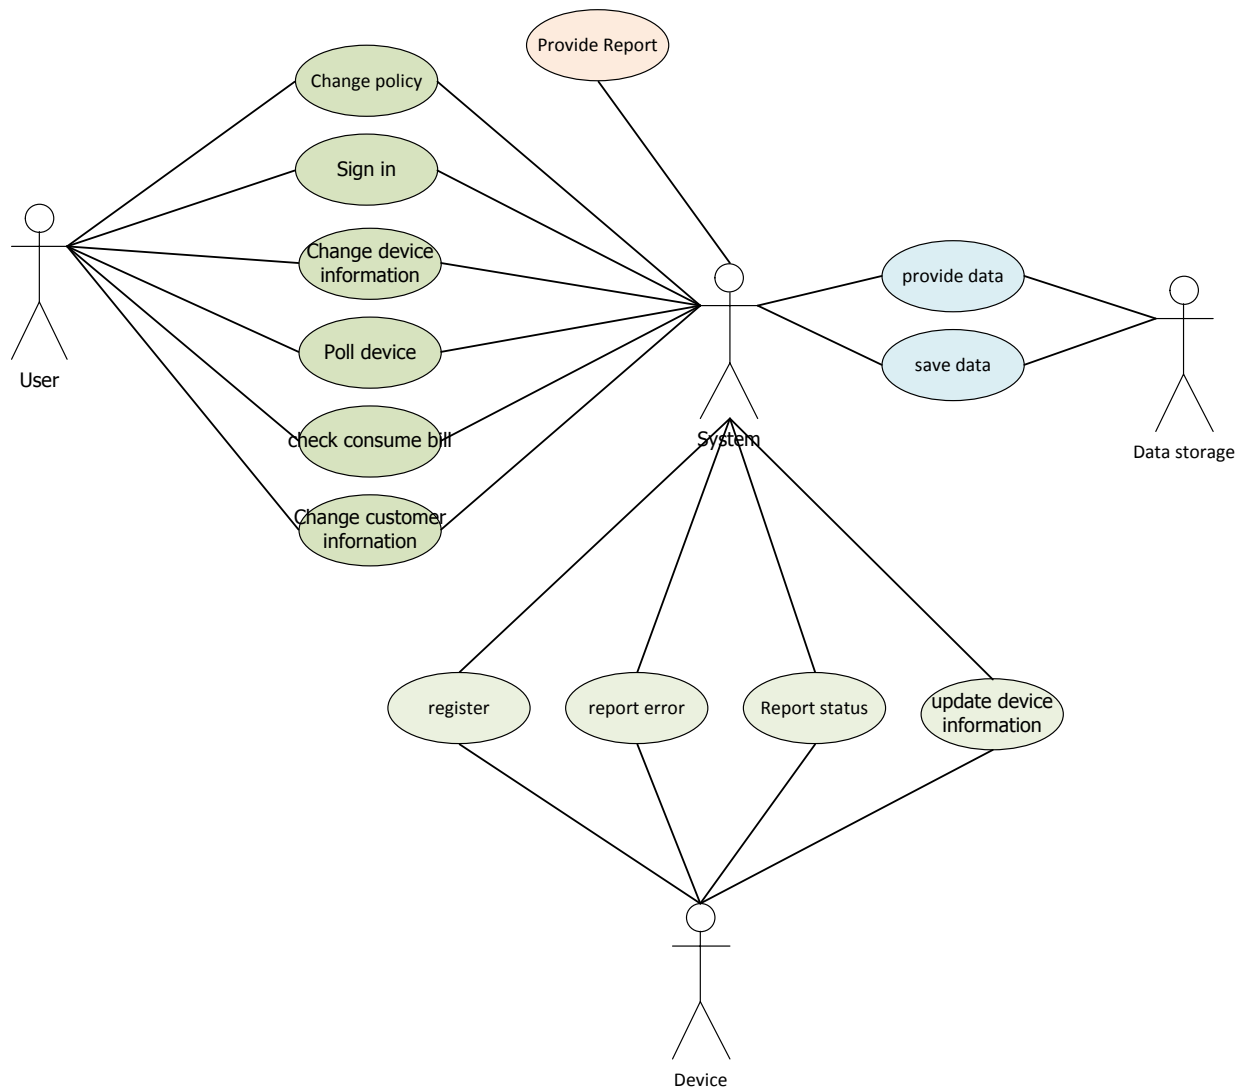 Provide Report
Change policy
Sign in
Change device
information
Poll device
check consume bill
Change customer
infornation
User
System
provide data
save data
Data storage
register
report error
Report status
update device
information
Device